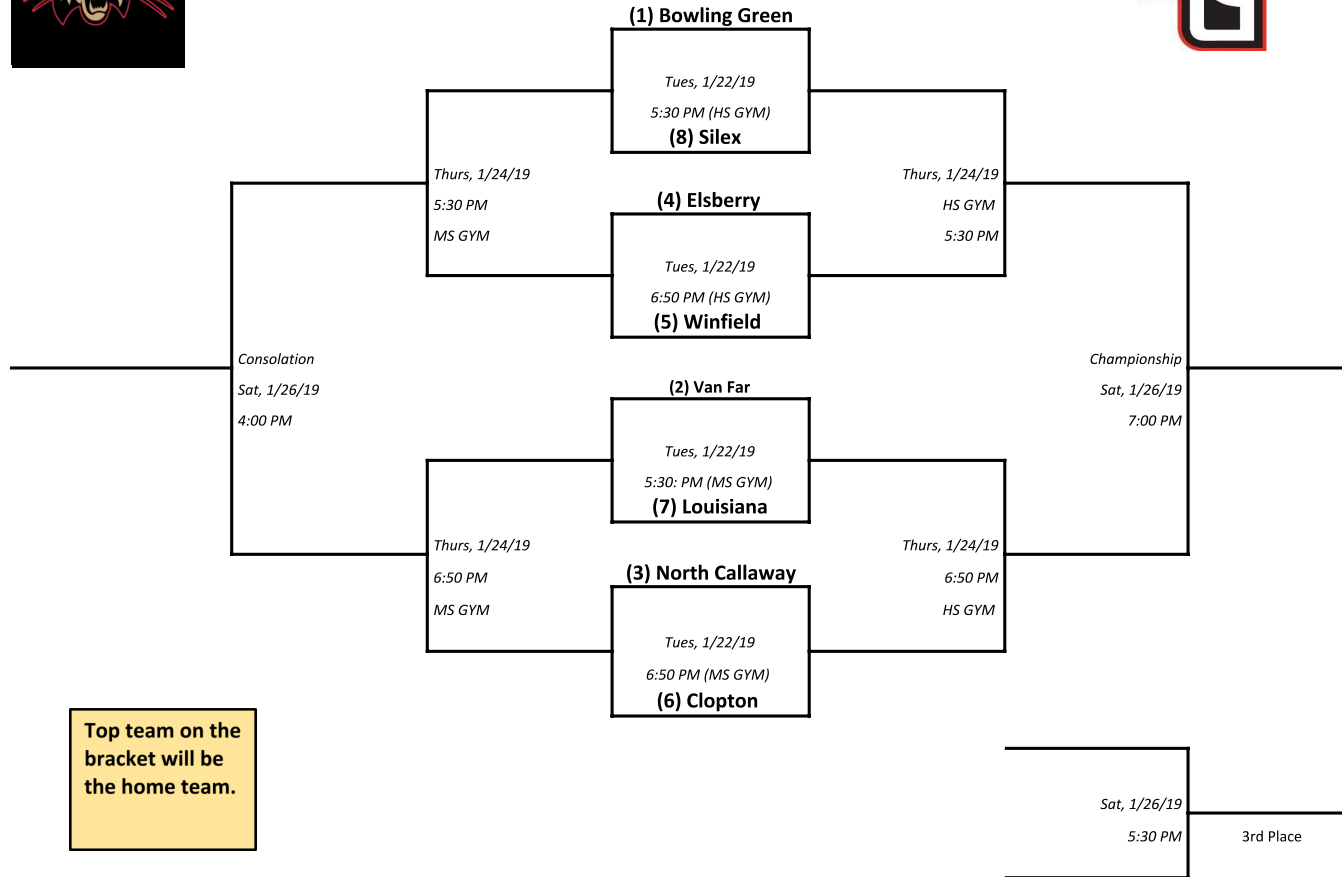 (1) Bowling Green
Tues, 1/22/19
5:30 PM (HS GYM)
(8) Silex
Thurs, 1/24/19
5:30 PM
MS GYM
Thurs, 1/24/19
HS GYM
5:30 PM
(4) Elsberry
Tues, 1/22/19
6:50 PM (HS GYM)
(5) Winfield
Consolation
Sat, 1/26/19
4:00 PM
Championship
Sat, 1/26/19
7:00 PM
(2) Van Far
Tues, 1/22/19
5:30: PM (MS GYM)
(7) Louisiana
Thurs, 1/24/19
6:50 PM
MS GYM
Thurs, 1/24/19
6:50 PM
HS GYM
(3) North Callaway
Tues, 1/22/19
6:50 PM (MS GYM)
(6) Clopton
Top team on the
bracket will be
the home team.
Sat, 1/26/19
5:30 PM
3rd Place